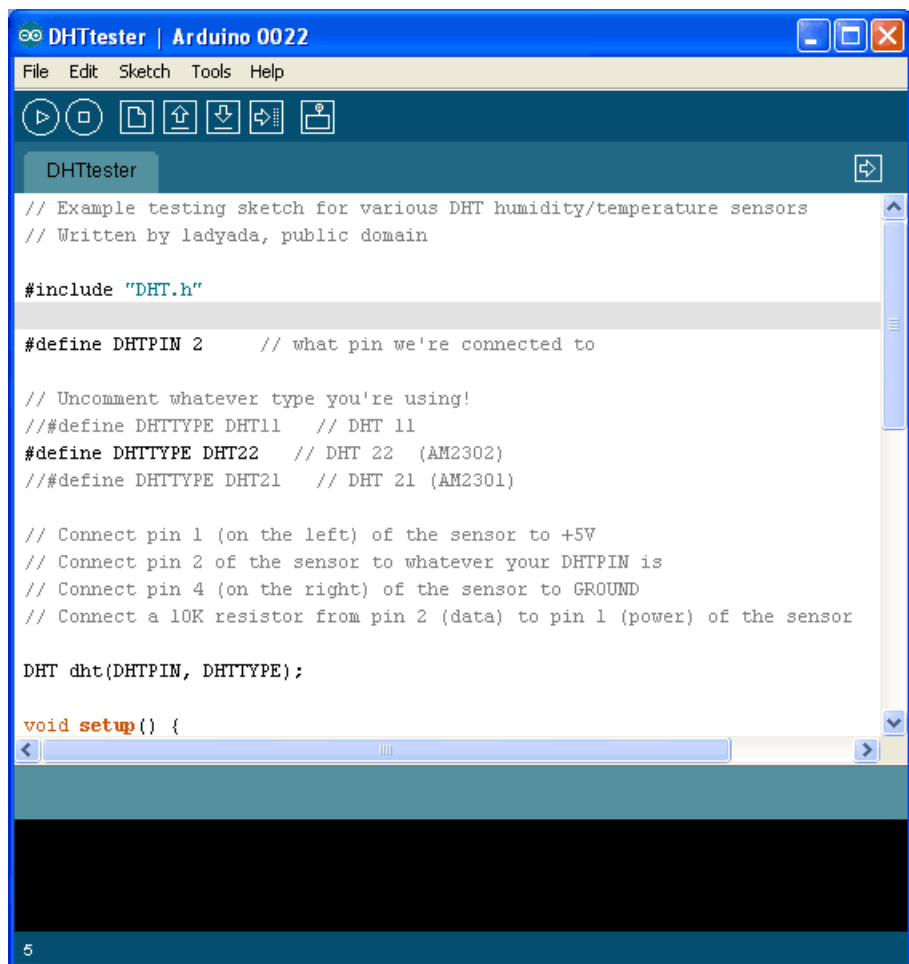 DHTtester | Arduino 0022
File Edit Sketch Tools Help
DHTtester
// Example testing sketch for various DHT humidity/temperature sensors
// Written by ladyada, public domain
#include "DHT.h"
#define DHTPIN 2     // what pin we're connected to
// Uncomment whatever type you're using!
//#define DHTTYPE DHT11   // DHT 11
#define DHTTYPE DHT22   // DHT 22  (AM2302)
//#define DHTTYPE DHT21   // DHT 21 (AM2301)
// Connect pin 1 (on the left) of the sensor to +5V
// Connect pin 2 of the sensor to whatever your DHTPIN is
// Connect pin 4 (on the right) of the sensor to GROUND
// Connect a 10K resistor from pin 2 (data) to pin 1 (power) of the sensor
DHT dht(DHTPIN, DHTTYPE);
void setup() {
5